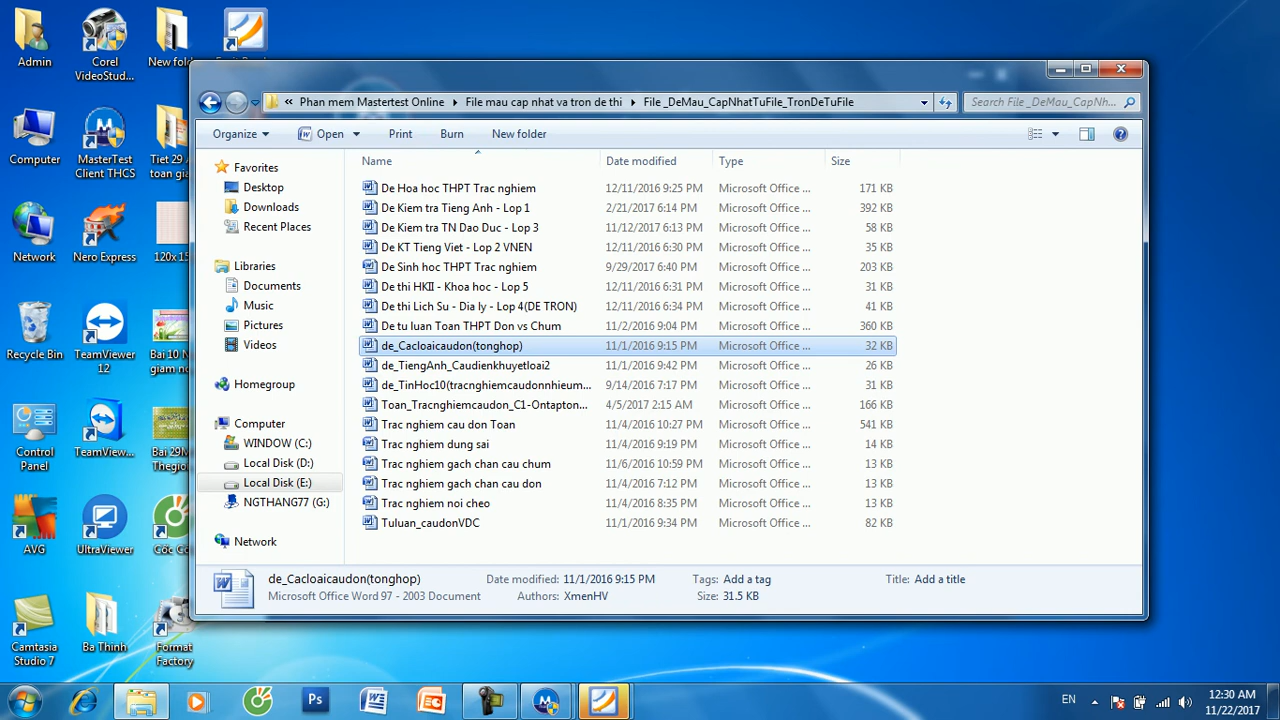 Admin
Corel VideoStud...
New fold
Computer
MasterTest Client THCS
Tiet 29
toan gia
Network
Nero Express
120x 15
Recycle Bin
TeamViewer 12
Bai 10 N
giam no
Control Panel
TeamView...
Bai 29M
Thegio
AVG
UltraViewer
Cốc Cố
Camtasia Studio 7
Ba Thinh
Format Factory
« Phan mem Mastertest Online ▸ File mau cap nhat va tron de thi ▸ File _DeMau_CapNhatTuFile_TronDeTuFile
Search File _DeMau_CapNh...
Organize Open Print Burn New folder
Favorites
Desktop
Downloads
Recent Places
Libraries
Documents
Music
Pictures
Videos
Homegroup
Computer
WINDOW (C:)
Local Disk (D:)
Local Disk (E:)
NGTHANG77 (G:)
Network
Name Date modified Type Size
De Hoa hoc THPT Trac nghiem 12/11/2016 9:25 PM Microsoft Office ... 171 KB
De Kiem tra Tieng Anh - Lop 1 2/21/2017 6:14 PM Microsoft Office ... 392 KB
De Kiem tra TN Dao Duc - Lop 3 11/12/2017 6:13 PM Microsoft Office ... 58 KB
De KT Tieng Viet - Lop 2 VNEN 12/11/2016 6:30 PM Microsoft Office ... 35 KB
De Sinh hoc THPT Trac nghiem 9/29/2017 6:40 PM Microsoft Office ... 203 KB
De thi HKII - Khoa hoc - Lop 5 12/11/2016 6:31 PM Microsoft Office ... 31 KB
De thi Lich Su - Dia ly - Lop 4(DE TRON) 12/11/2016 6:34 PM Microsoft Office ... 41 KB
De tu luan Toan THPT Don vs Chum 11/2/2016 9:04 PM Microsoft Office ... 360 KB
de_Cacloaicaudon(tonghop) 11/1/2016 9:15 PM Microsoft Office ... 32 KB
de_TiengAnh_Caudienkhuyetloai2 11/1/2016 9:42 PM Microsoft Office ... 26 KB
de_TinHoc10(tracnghiemcaudonnhieum... 9/14/2016 7:17 PM Microsoft Office ... 31 KB
Toan_Tracnghiemcaudon_C1-Ontapton... 4/5/2017 2:15 AM Microsoft Office ... 166 KB
Trac nghiem cau don Toan 11/4/2016 10:27 PM Microsoft Office ... 541 KB
Trac nghiem dung sai 11/4/2016 9:19 PM Microsoft Office ... 14 KB
Trac nghiem gach chan cau chum 11/6/2016 10:59 PM Microsoft Office ... 13 KB
Trac nghiem gach chan cau don 11/4/2016 7:12 PM Microsoft Office ... 13 KB
Trac nghiem noi cheo 11/4/2016 8:35 PM Microsoft Office ... 13 KB
Tuluan_caudonVDC 11/1/2016 9:34 PM Microsoft Office ... 82 KB
de_Cacloaicaudon(tonghop) Date modified: 11/1/2016 9:15 PM Tags: Add a tag Title: Add a title
Microsoft Office Word 97 - 2003 Document Authors: XmenHV Size: 31.5 KB
Ps
EN
12:30 AM
11/22/2017